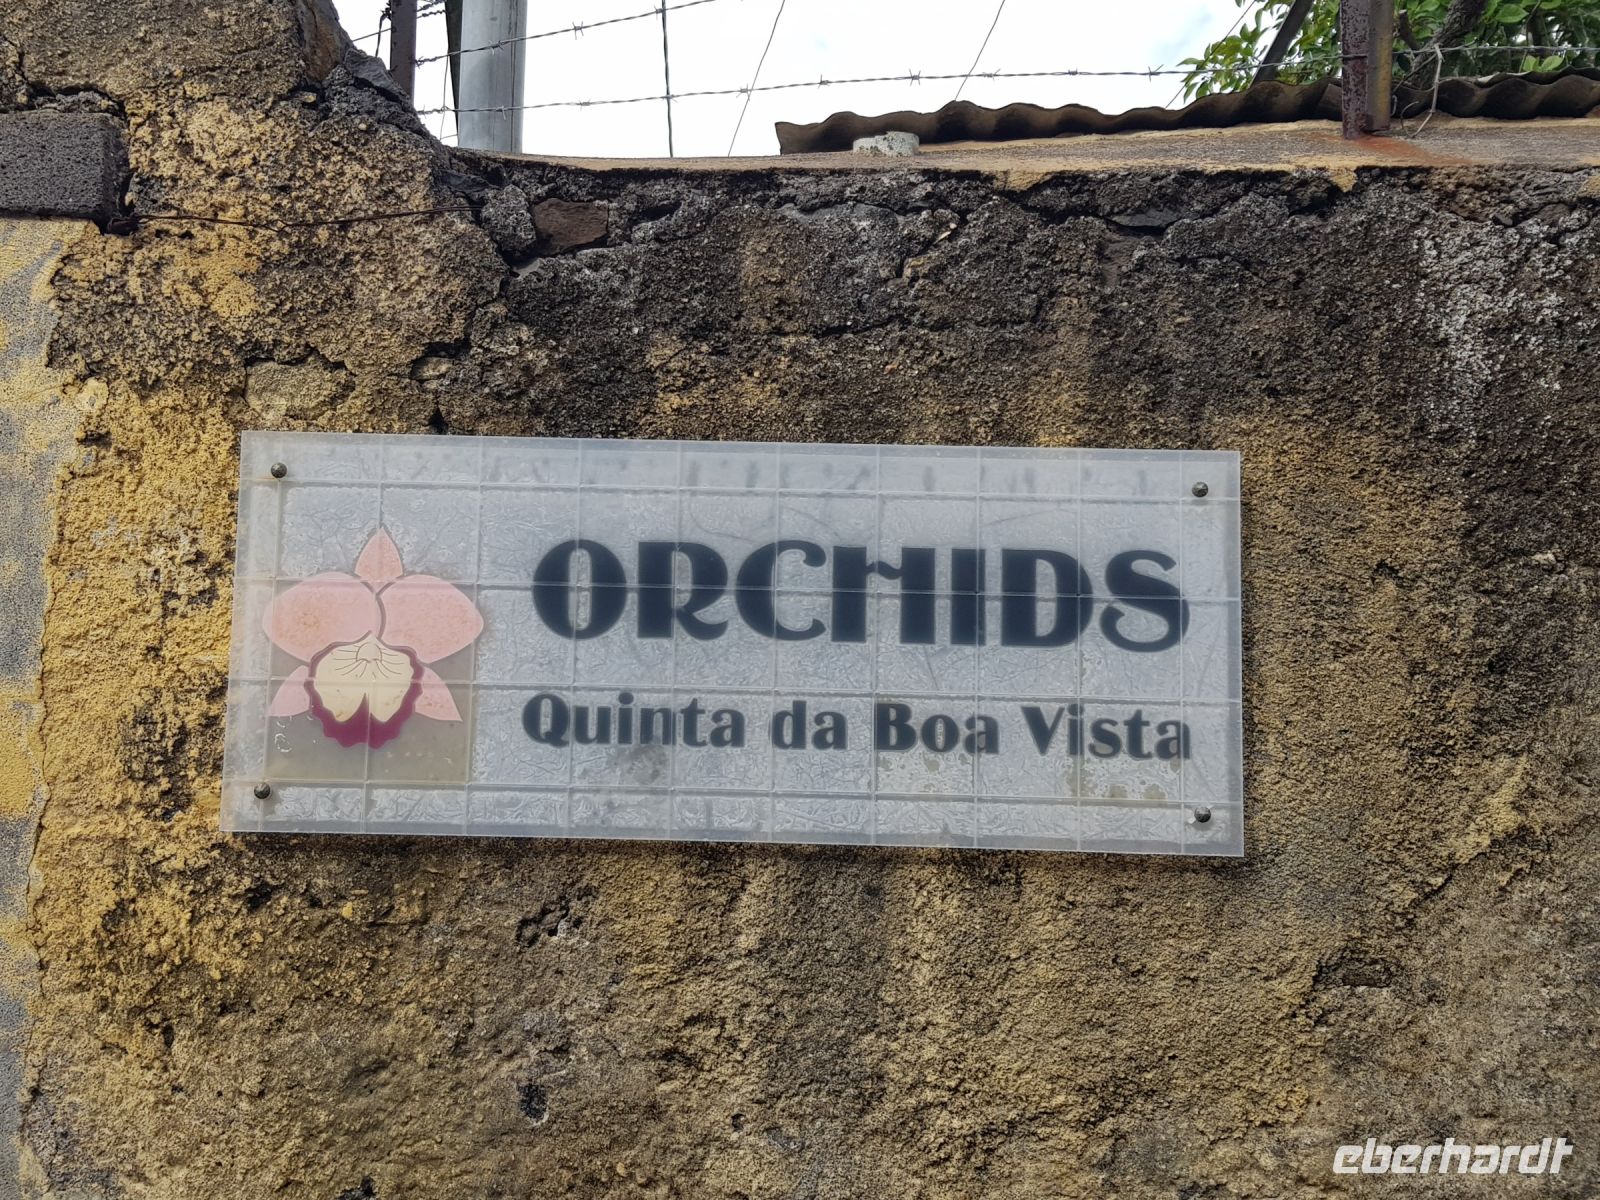 ORCHIDS
Quinta da Boa Vista
eberhardt